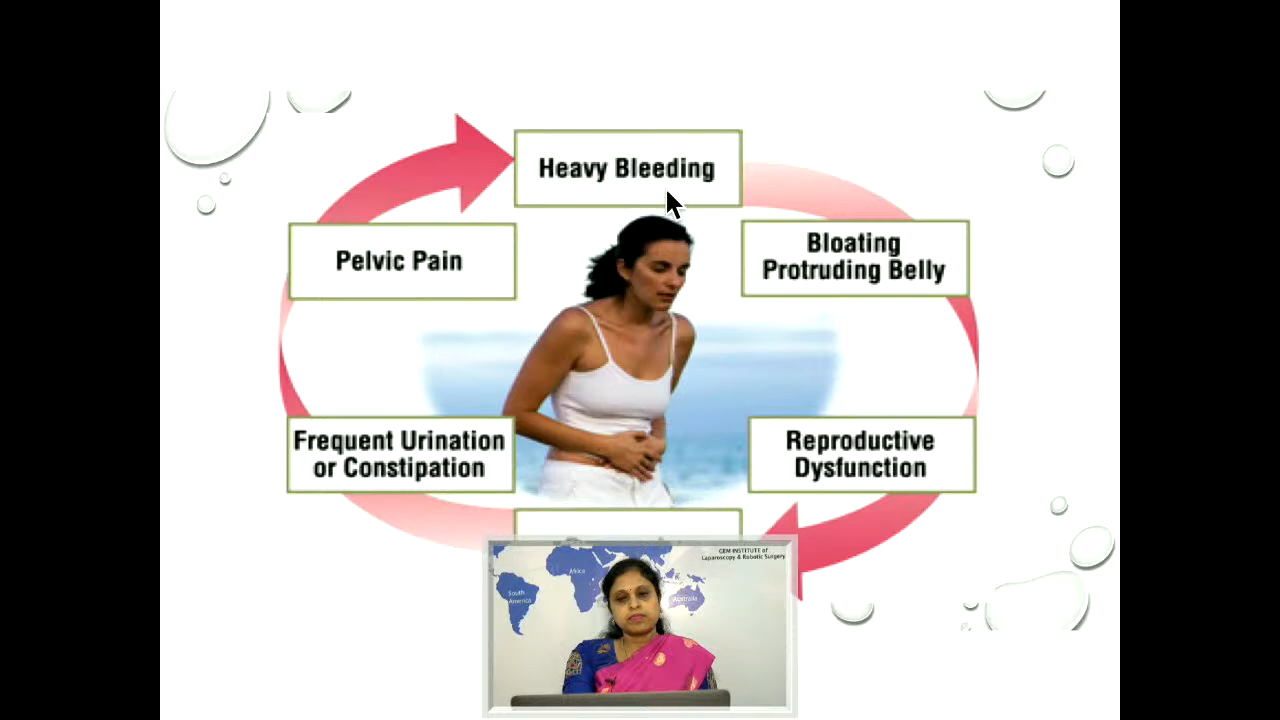 Heavy Bleeding
Pelvic Pain
Bloating
Protruding Belly
Frequent Urination
or Constipation
Reproductive
Dysfunction
GEM INSTITUTE of
Laparoscopy & Robotic Surgery
Africa
South
America
Australia